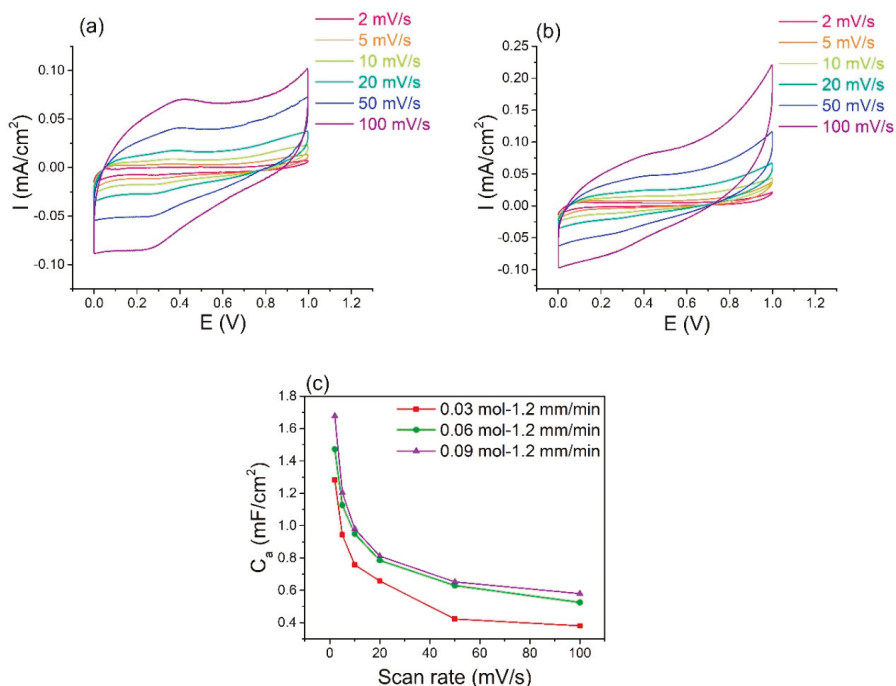 (a)
2 mV/s
5 mV/s
10 mV/s
20 mV/s
50 mV/s
100 mV/s
0.10
0.05
0.00
-0.05
-0.10
I (mA/cm²)
0.0 0.2 0.4 0.6 0.8 1.0 1.2
E (V)
(b)
2 mV/s
5 mV/s
10 mV/s
20 mV/s
50 mV/s
100 mV/s
0.25
0.20
0.15
0.10
0.05
0.00
-0.05
-0.10
I (mA/cm²)
0.0 0.2 0.4 0.6 0.8 1.0 1.2
E (V)
(c)
0.03 mol-1.2 mm/min
0.06 mol-1.2 mm/min
0.09 mol-1.2 mm/min
1.8
1.6
1.4
1.2
1.0
0.8
0.6
0.4
Cₐ (mF/cm²)
0 20 40 60 80 100
Scan rate (mV/s)